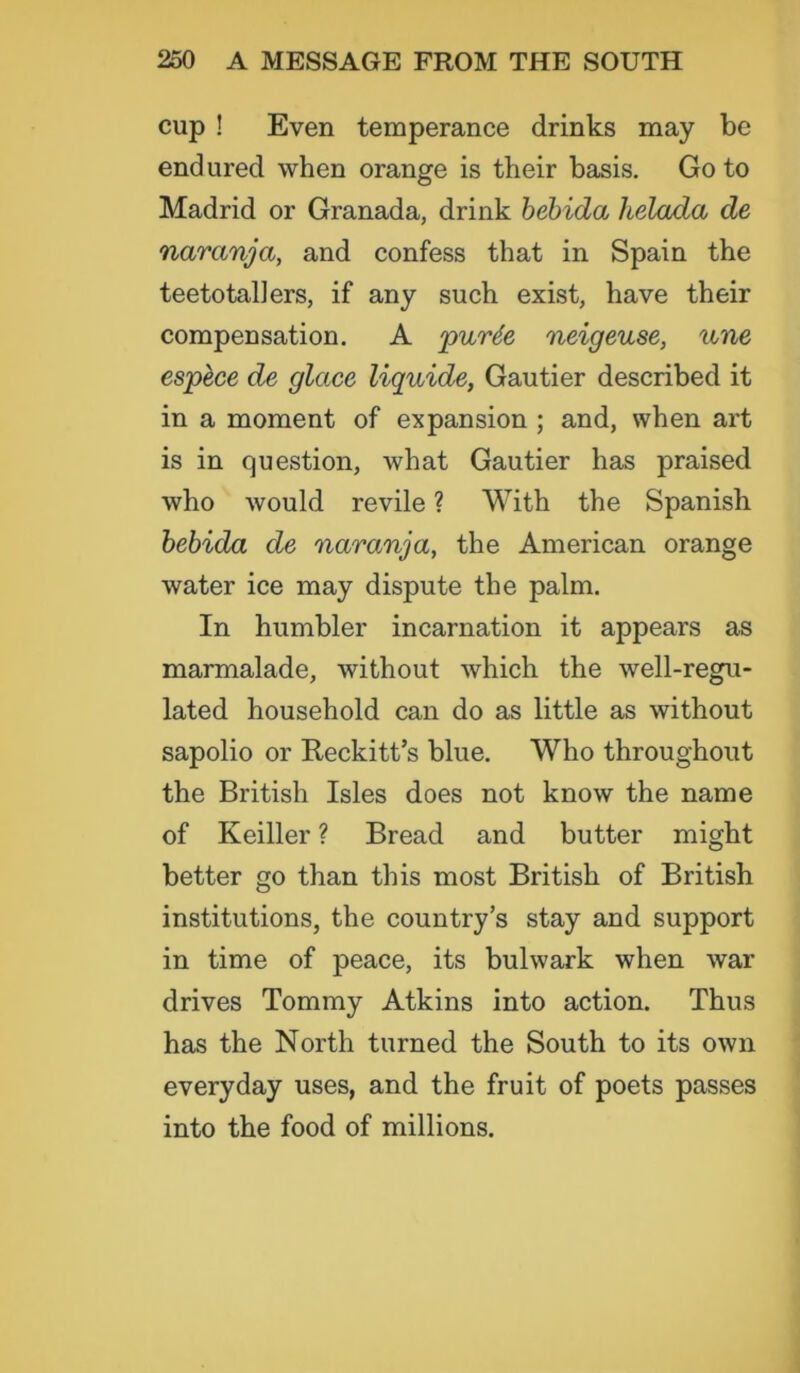 250 A MESSAGE FROM THE SOUTH
cup ! Even temperance drinks may be
endured when orange is their basis. Go to
Madrid or Granada, drink bebida helada de
naranja, and confess that in Spain the
teetotallers, if any such exist, have their
compensation. A purée neigeuse, une
espèce de glace liquide, Gautier described it
in a moment of expansion ; and, when art
is in question, what Gautier has praised
who would revile ? With the Spanish
bebida de naranja, the American orange
water ice may dispute the palm.
In humbler incarnation it appears as
marmalade, without which the well-regu-
lated household can do as little as without
sapolio or Reckitt's blue. Who throughout
the British Isles does not know the name
of Keiller ? Bread and butter might
better go than this most British of British
institutions, the country's stay and support
in time of peace, its bulwark when war
drives Tommy Atkins into action. Thus
has the North turned the South to its own
everyday uses, and the fruit of poets passes
into the food of millions.